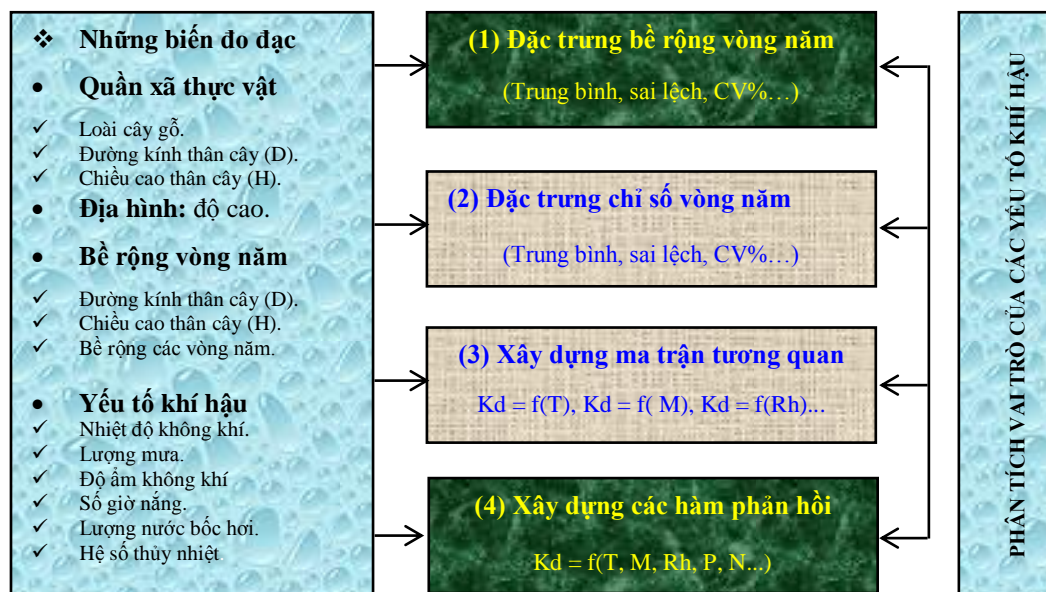 ❖ Những biến đo đạc
• Quần xã thực vật
✓ Loài cây gỗ.
✓ Đường kính thân cây (D).
✓ Chiều cao thân cây (H).
• Địa hình: độ cao.
• Bề rộng vòng năm
✓ Đường kính thân cây (D).
✓ Chiều cao thân cây (H).
✓ Bề rộng các vòng năm.
• Yếu tố khí hậu
✓ Nhiệt độ không khí.
✓ Lượng mưa.
✓ Độ ẩm không khí
✓ Số giờ nắng.
✓ Lượng nước bốc hơi.
✓ Hệ số thủy nhiệt
(1) Đặc trưng bề rộng vòng năm
(Trung bình, sai lệch, CV%…)
(2) Đặc trưng chỉ số vòng năm
(Trung bình, sai lệch, CV%…)
(3) Xây dựng ma trận tương quan
Kd = f(T), Kd = f( M), Kd = f(Rh)...
(4) Xây dựng các hàm phản hồi
Kd = f(T, M, Rh, P, N...)
PHÂN TÍCH VAI TRÒ CỦA CÁC YẾU TÓ KHÍ HẬU